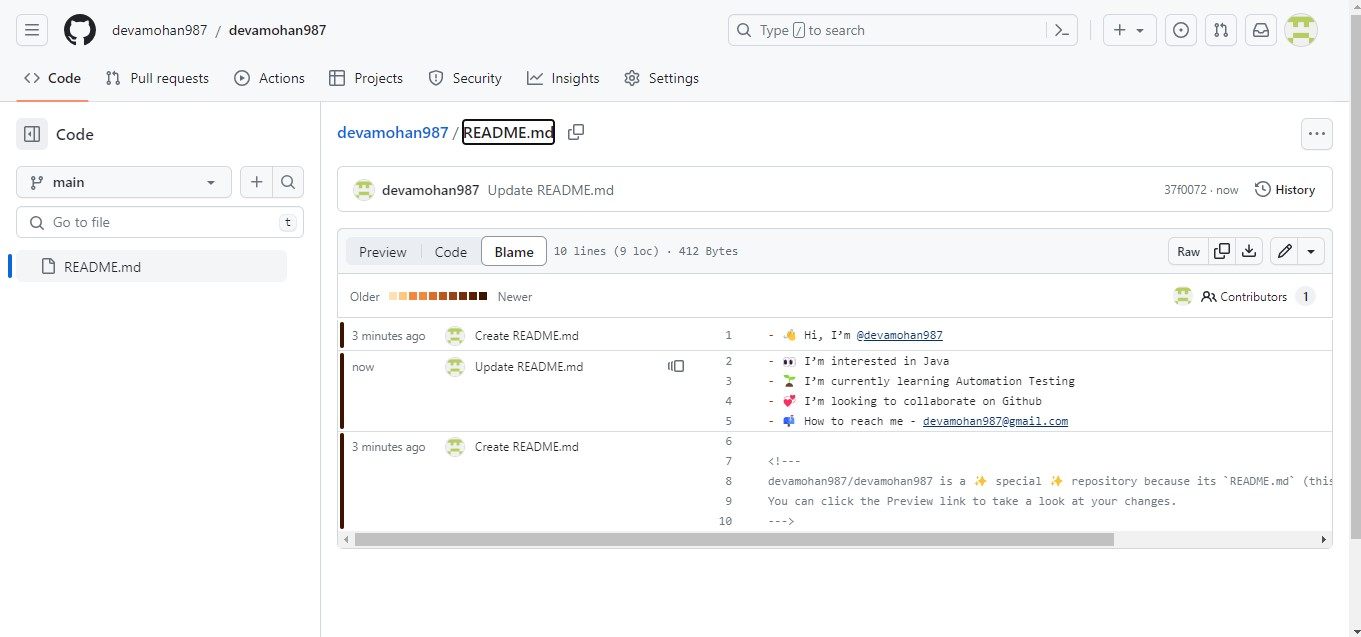 devamohan987 / devamohan987
Type / to search
Code Pull requests Actions Projects Security Insights Settings
Code
main
Go to file t
README.md
devamohan987 / README.md
devamohan987 Update README.md 37f0072 · now History
Preview Code Blame 10 lines (9 loc) · 412 Bytes Raw
Older Newer Contributors 1
3 minutes ago Create README.md 1 - 👋 Hi, I’m @devamohan987
now Update README.md 2 - 👀 I’m interested in Java
3 - 🌱 I’m currently learning Automation Testing
4 - 💞️ I’m looking to collaborate on Github
5 - 📫 How to reach me - devamohan987@gmail.com
3 minutes ago Create README.md 6
7 <!---
8 devamohan987/devamohan987 is a ✨ special ✨ repository because its `README.md` (this
9 You can click the Preview link to take a look at your changes.
10 --->